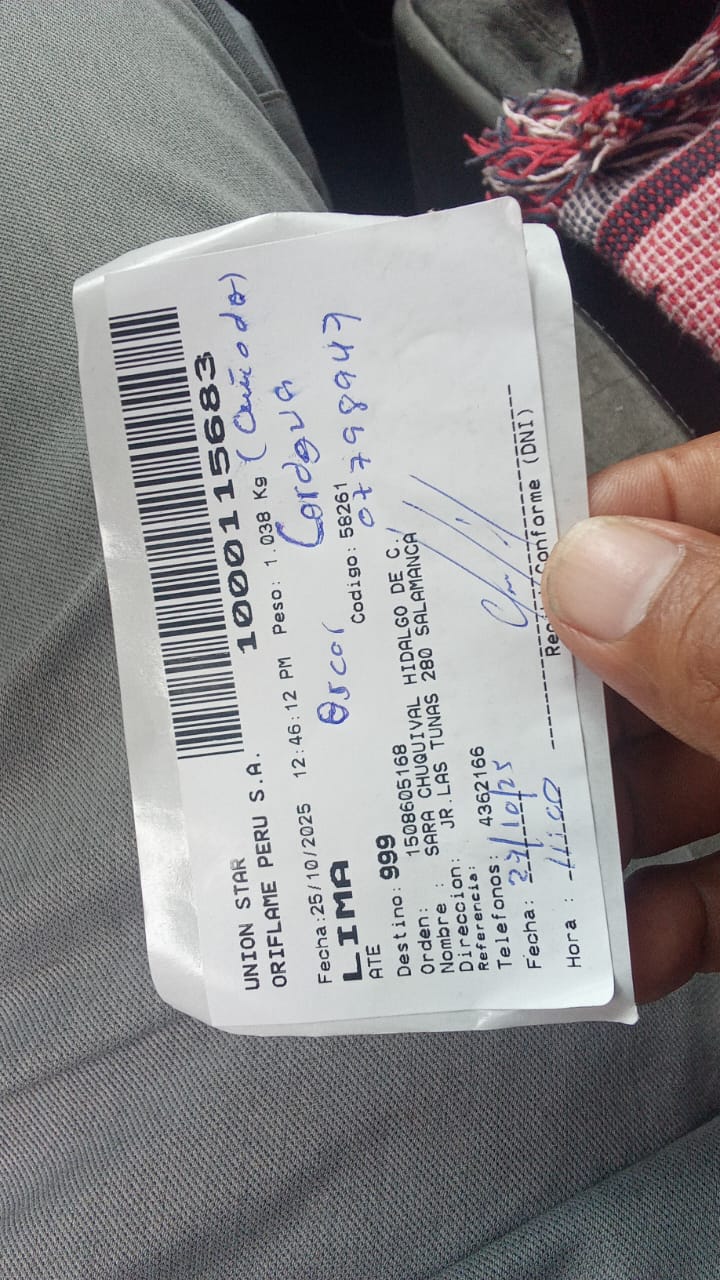 UNION STAR
ORIFLAME PERU S.A.
1000115683
Fecha:25/10/2025 12:46:12 PM Peso: 1.038 Kg (Cuñado)
LIMA Oscar Cordova
ATE Codigo: 58261
07798947
Destino: 999
Orden: 1508605168
Nombre : SARA CHUQUIVAL HIDALGO DE C.
Direccion: JR.LAS TUNAS 280 SALAMANCA
Referencia:
Telefonos: 4362166
Fecha: 27/10/25
Hora :
Conforme (DNI)